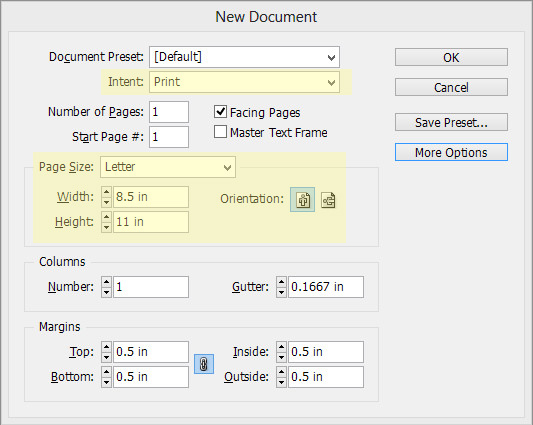 New Document
Document Preset: [Default] OK
Intent: Print Cancel
Number of Pages: 1 Facing Pages
Save Preset...
Start Page #: 1 Master Text Frame
More Options
Page Size: Letter
Width: 8.5 in Orientation:
Height: 11 in
Columns
Number: 1 Gutter: 0.1667 in
Margins
Top: 0.5 in Inside: 0.5 in
Bottom: 0.5 in Outside: 0.5 in